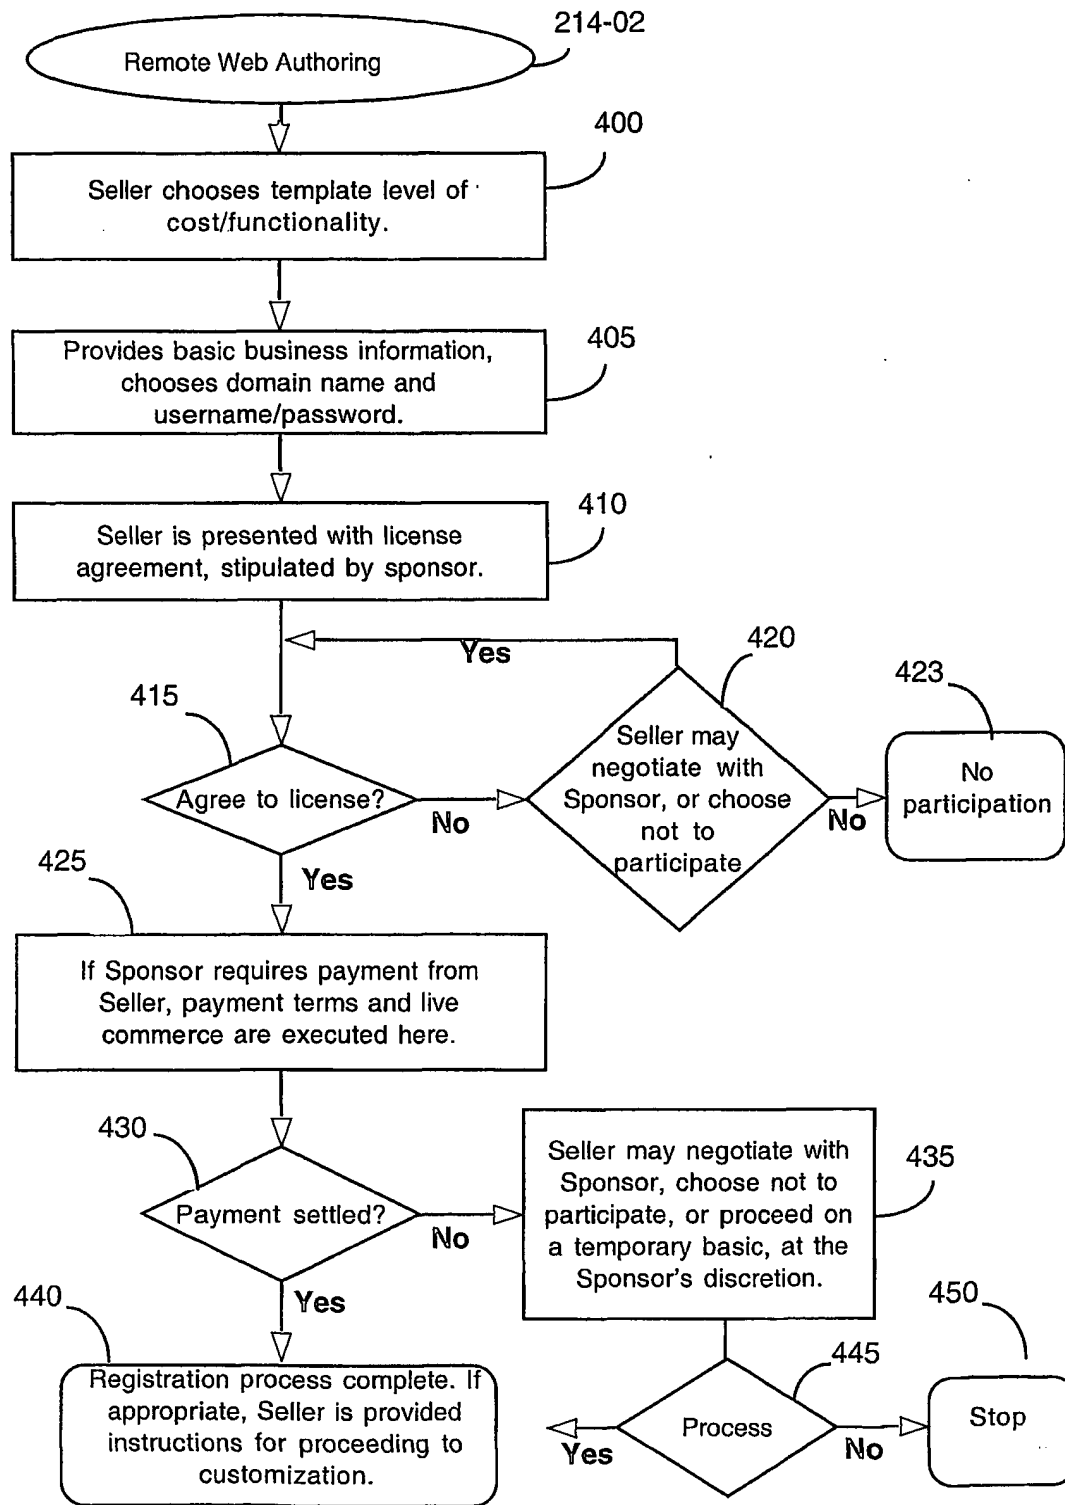 214-02
Remote Web Authoring
400
Seller chooses template level of
cost/functionality.
405
Provides basic business information,
chooses domain name and
username/password.
410
Seller is presented with license
agreement, stipulated by sponsor.
Yes
420
415
423
Seller may
negotiate with
Sponsor, or choose
not to
participate
Agree to license?
No
No
No
participation
425
Yes
If Sponsor requires payment from
Seller, payment terms and live
commerce are executed here.
430
435
Seller may negotiate with
Sponsor, choose not to
participate, or proceed on
a temporary basic, at the
Sponsor's discretion.
Payment settled?
No
Yes
440
445
450
Registration process complete. If
appropriate, Seller is provided
instructions for proceeding to
customization.
Yes
Process
No
Stop